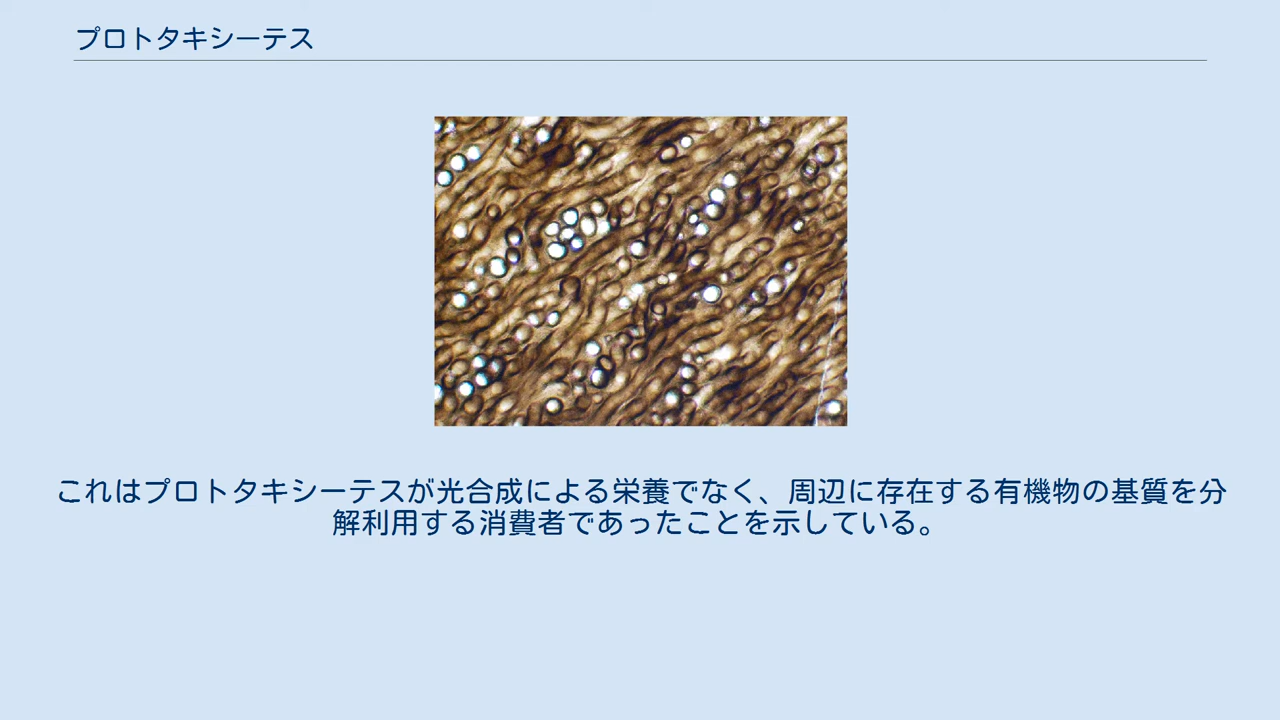 プロトタキシーテス
これはプロトタキシーテスが光合成による栄養でなく、周辺に存在する有機物の基質を分
解利用する消費者であったことを示している。